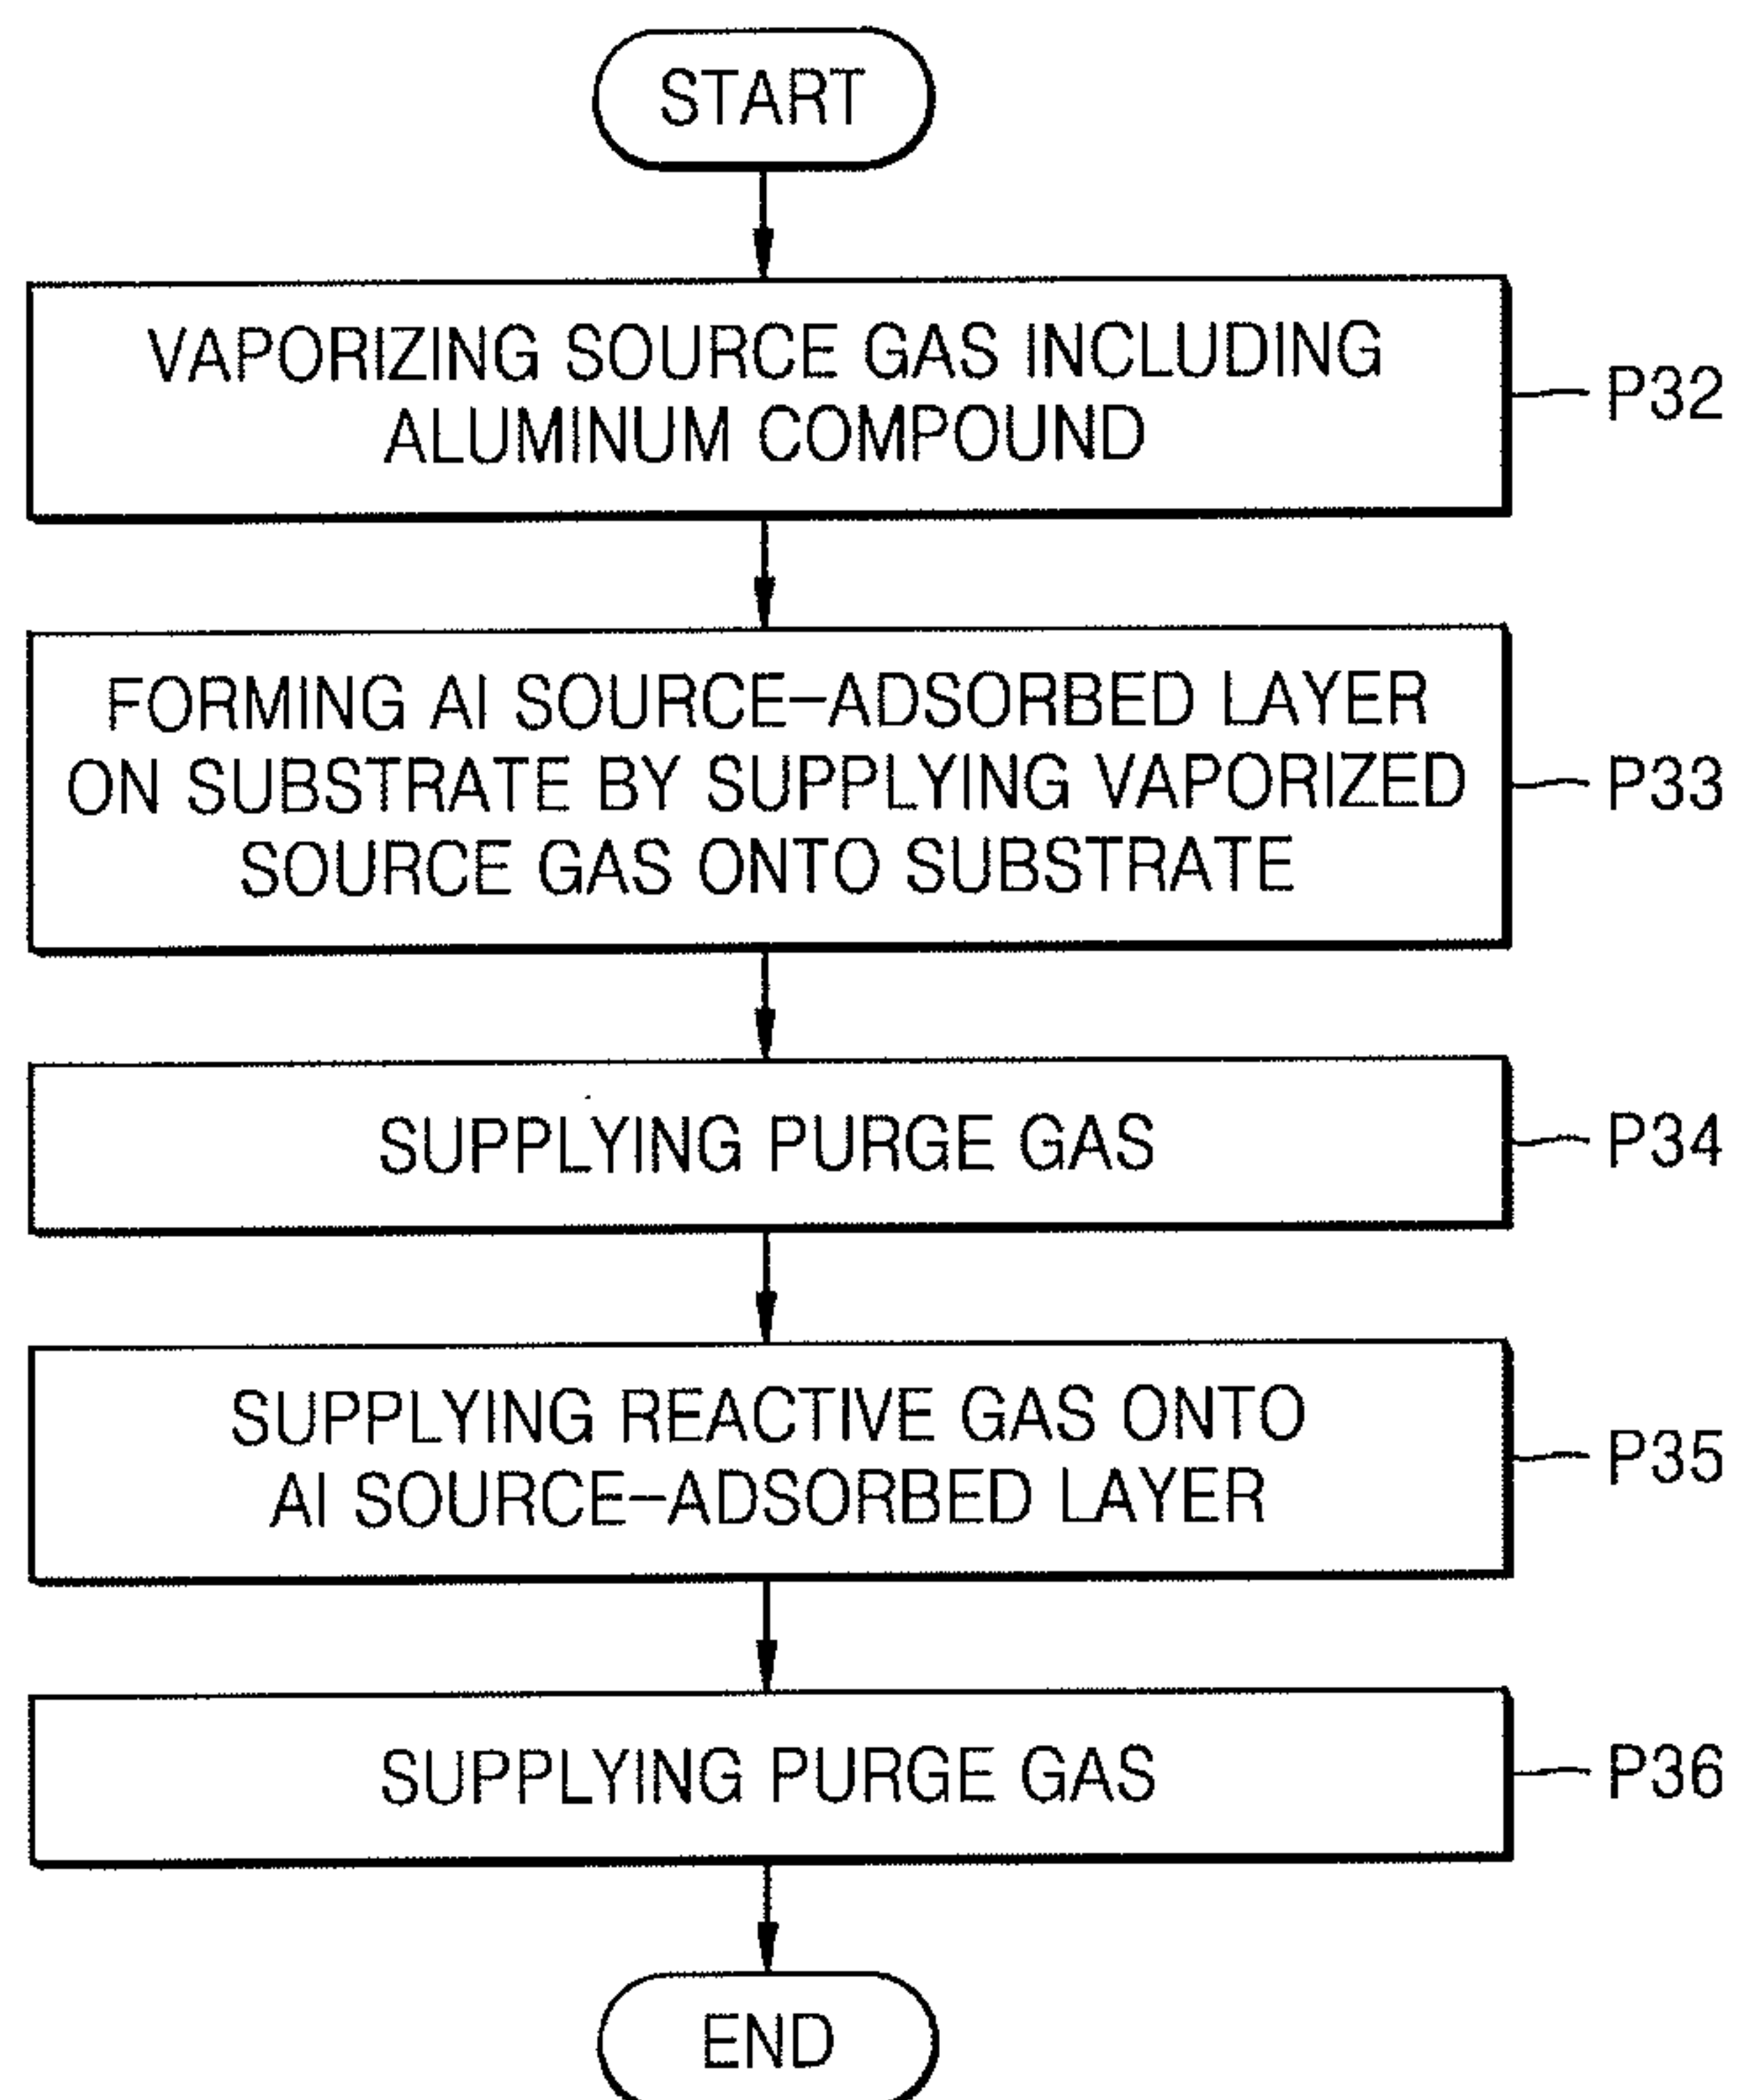 START
VAPORIZING SOURCE GAS INCLUDING
ALUMINUM COMPOUND
P32
FORMING Al SOURCE-ADSORBED LAYER
ON SUBSTRATE BY SUPPLYING VAPORIZED
SOURCE GAS ONTO SUBSTRATE
P33
SUPPLYING PURGE GAS
P34
SUPPLYING REACTIVE GAS ONTO
Al SOURCE-ADSORBED LAYER
P35
SUPPLYING PURGE GAS
P36
END